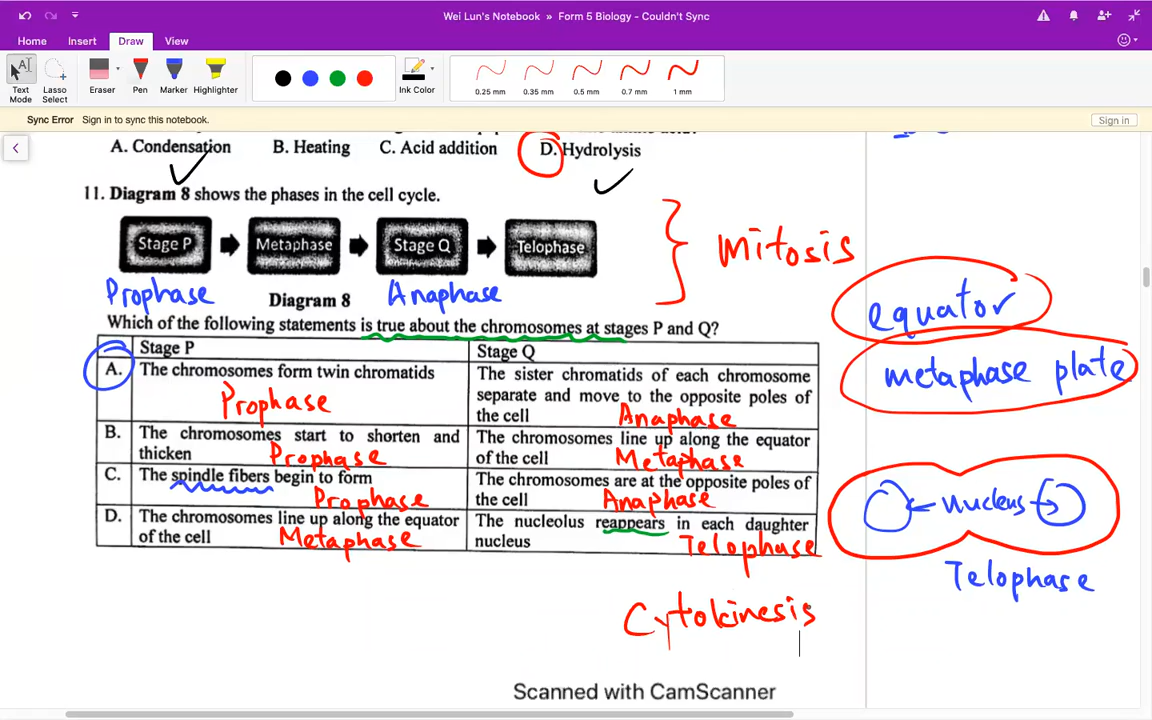 Wei Lun's Notebook » Form 5 Biology - Couldn't Sync
Home Insert Draw View
Text Mode
Lasso Select
Eraser
Pen
Marker
Highlighter
Ink Color
0.25 mm 0.35 mm 0.5 mm 0.7 mm 1 mm
Sync Error Sign in to sync this notebook. Sign in
A. Condensation B. Heating C. Acid addition D. Hydrolysis
11. Diagram 8 shows the phases in the cell cycle.
Stage P Metaphase Stage Q Telophase
mitosis
Prophase Diagram 8 Anaphase
equator
Which of the following statements is true about the chromosomes at stages P and Q?
Stage P Stage Q
metaphase plate
A. The chromosomes form twin chromatids
Prophase
The sister chromatids of each chromosome
separate and move to the opposite poles of
the cell
Anaphase
B. The chromosomes start to shorten and
thicken
Prophase
The chromosomes line up along the equator
of the cell
Metaphase
C. The spindle fibers begin to form
Prophase
The chromosomes are at the opposite poles of
the cell
Anaphase
D. The chromosomes line up along the equator
of the cell
Metaphase
The nucleolus reappears in each daughter
nucleus
Telophase
nucleus
Telophase
Cytokinesis
Scanned with CamScanner